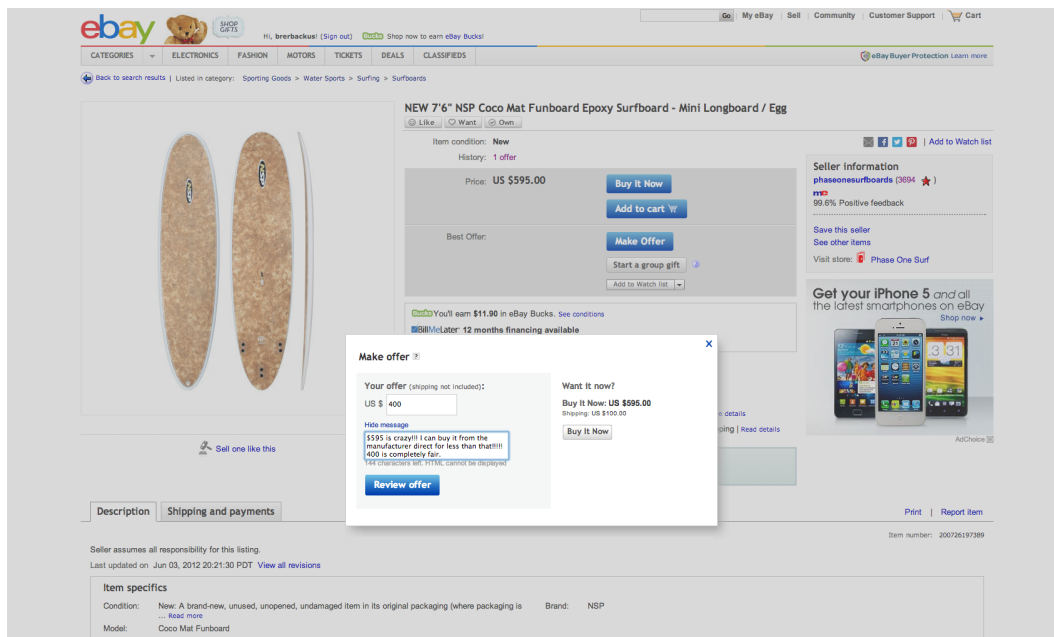 ebay
SHOP
GIFTS
Hi, brerbackus! (Sign out) Bucks Shop now to earn eBay Bucks!
Go My eBay | Sell | Community | Customer Support | Cart
CATEGORIES ELECTRONICS FASHION MOTORS TICKETS DEALS CLASSIFIEDS
eBay Buyer Protection Learn more
Back to search results | Listed in category: Sporting Goods > Water Sports > Surfing > Surfboards
NEW 7'6" NSP Coco Mat Funboard Epoxy Surfboard - Mini Longboard / Egg
Like Want Own
Item condition: New
| Add to Watch list
History: 1 offer
Price: US $595.00
Buy It Now
Add to cart
Best Offer:
Make Offer
Start a group gift
Add to Watch list
Seller information
phaseonesurfboards (3694 )
me
99.6% Positive feedback
Save this seller
See other items
Visit store: Phase One Surf
Bucks You'll earn $11.90 in eBay Bucks. See conditions
BillMeLater 12 months financing available
Get your iPhone 5 and all
the latest smartphones on eBay
Shop now
AdChoice
Make offer ?
Your offer (shipping not included):
US $ 400
Hide message
$595 is crazy!!! I can buy it from the
manufacturer direct for less than that!!!!!
400 is completely fair.
144 characters left. HTML cannot be displayed
Review offer
Want it now?
Buy It Now: US $595.00
Shipping: US $100.00
Buy It Now
x
details
ping | Read details
Sell one like this
Description Shipping and payments
Print | Report item
Item number: 200726197389
Seller assumes all responsibility for this listing.
Last updated on Jun 03, 2012 20:21:30 PDT View all revisions
Item specifics
Condition: New: A brand-new, unused, unopened, undamaged item in its original packaging (where packaging is
... Read more
Brand: NSP
Model: Coco Mat Funboard